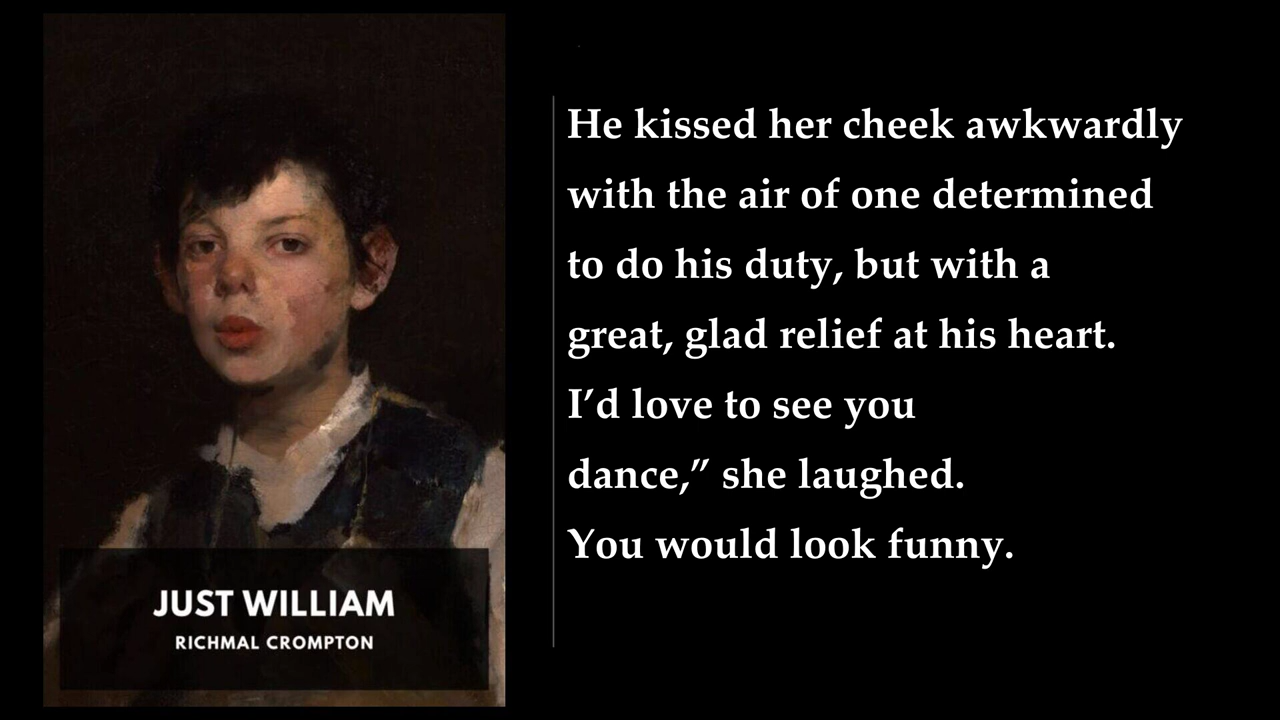 JUST WILLIAM
RICHMAL CROMPTON
He kissed her cheek awkwardly
with the air of one determined
to do his duty, but with a
great, glad relief at his heart.
I’d love to see you
dance,” she laughed.
You would look funny.